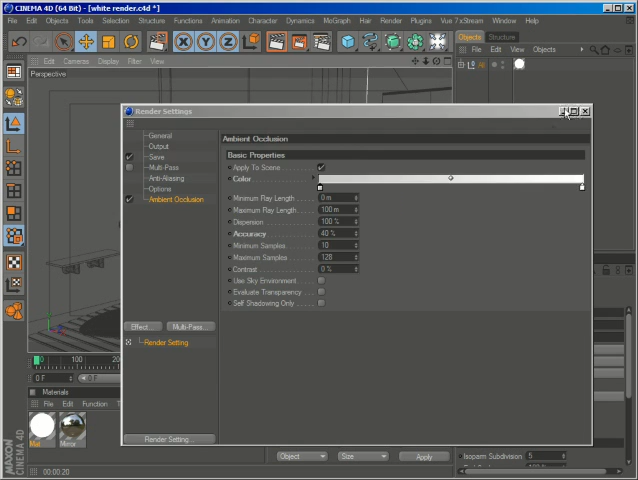 CINEMA 4D (64 Bit) - [white render.c4d *]
File Edit Objects Tools Selection Structure Functions Animation Character Dynamics MoGraph Hair Render Plugins Vue 7xStream Window Help
Objects Structure
File Edit View Objects
Edit Cameras Display Filter View
Perspective
Render Settings
General
Output
Save
Multi-Pass
Anti-Aliasing
Options
Ambient Occlusion
Effect... Multi-Pass...
Render Setting
Render Setting...
Ambient Occlusion
Basic Properties
Apply To Scene
Color
Minimum Ray Length 0 m
Maximum Ray Length 100 m
Dispersion 100 %
Accuracy 40 %
Minimum Samples 10
Maximum Samples 128
Contrast 0 %
Use Sky Environment
Evaluate Transparency
Self Shadowing Only
0 100 20
0 F 0 F
Materials
File Edit Function T
Mat Mirror
Object Size Apply
Isoparm Subdivision 5
MAXON
CINEMA 4D
00:00:20